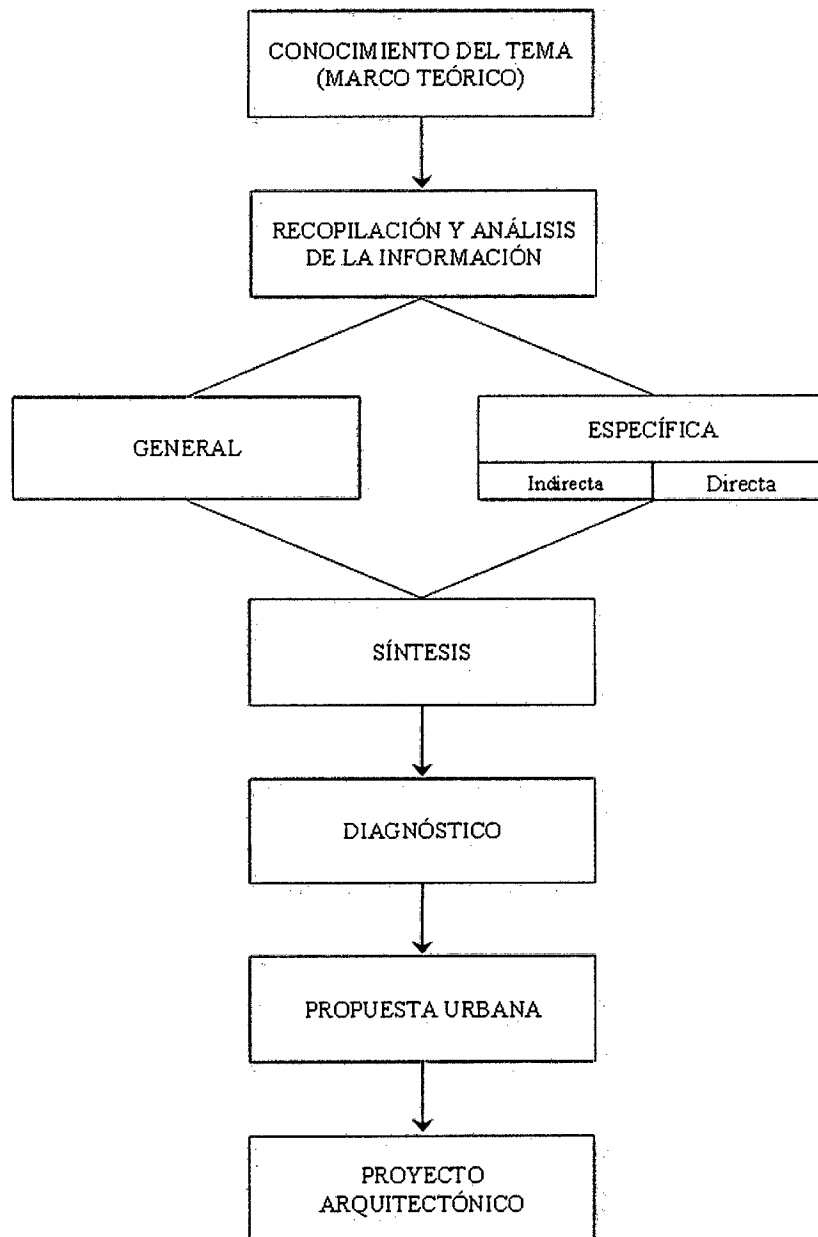 CONOCIMIENTO DEL TEMA
(MARCO TEÓRICO)
RECOPILACIÓN Y ANÁLISIS
DE LA INFORMACIÓN
GENERAL
ESPECÍFICA
Indirecta
Directa
SÍNTESIS
DIAGNÓSTICO
PROPUESTA URBANA
PROYECTO
ARQUITECTÓNICO